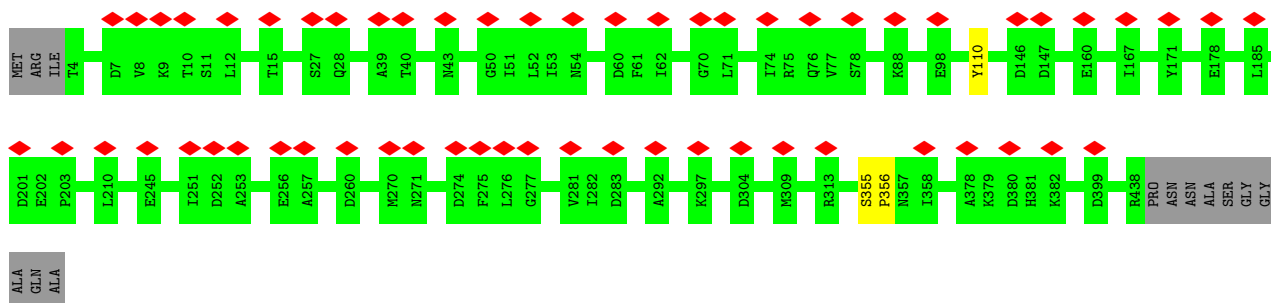 MET ARG ILE T4 D7 V8 K9 T10 S11 L12 T15 S27 Q28 A39 T40 N43 G50 I51 L52 I53 N54 D60 F61 I62 G70 L71 I74 R75 Q76 V77 S78 K88 E98 Y110 D146 D147 E160 I167 Y171 E178 L185
D201 E202 P203 L210 E245 I251 D252 A253 E256 A257 D260 M270 N271 D274 F275 L276 G277 V281 I282 D283 A292 K297 D304 M309 R313 S355 P356 N357 I358 A378 K379 D380 H381 K382 D399 R438 PRO ASN ASN ALA SER GLY GLY
ALA GLN ALA